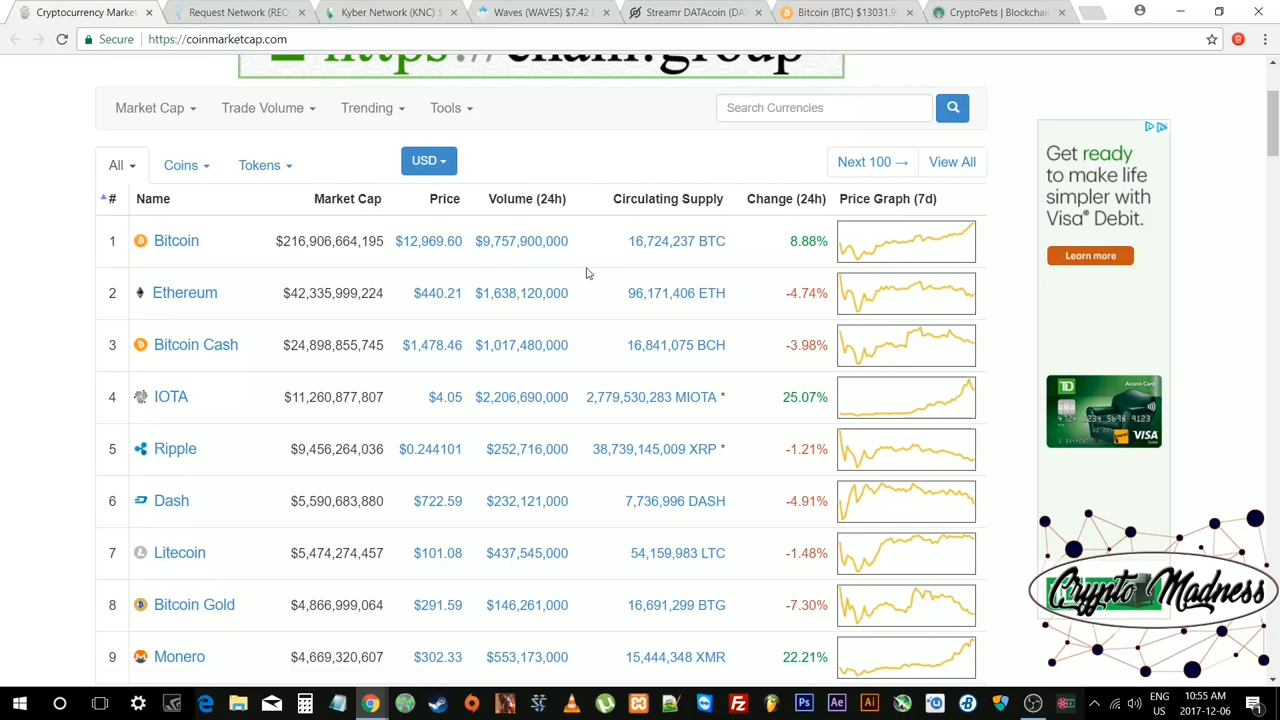 Cryptocurrency Market
Request Network (REQ
Kyber Network (KNC) $
Waves (WAVES) $7.42
Streamr DATAcoin (DA
Bitcoin (BTC) $13031.9
CryptoPets | Blockchain
Secure https://coinmarketcap.com
Market Cap Trade Volume Trending Tools Search Currencies
All Coins Tokens USD Next 100 → View All
# Name Market Cap Price Volume (24h) Circulating Supply Change (24h) Price Graph (7d)
1 Bitcoin $216,906,664,195 $12,969.60 $9,757,900,000 16,724,237 BTC 8.88%
2 Ethereum $42,335,999,224 $440.21 $1,638,120,000 96,171,406 ETH -4.74%
3 Bitcoin Cash $24,898,855,745 $1,478.46 $1,017,480,000 16,841,075 BCH -3.98%
4 IOTA $11,260,877,807 $4.05 $2,206,690,000 2,779,530,283 MIOTA * 25.07%
5 Ripple $9,456,264,036 $0.244101 $252,716,000 38,739,145,009 XRP * -1.21%
6 Dash $5,590,683,880 $722.59 $232,121,000 7,736,996 DASH -4.91%
7 Litecoin $5,474,274,457 $101.08 $437,545,000 54,159,983 LTC -1.48%
8 Bitcoin Gold $4,866,999,064 $291.59 $146,261,000 16,691,299 BTG -7.30%
9 Monero $4,669,320,607 $302.33 $553,173,000 15,444,348 XMR 22.21%
Get ready
to make life
simpler with
Visa* Debit.
Learn more
TD
VISA
Crypto Madness
ENG
US
10:55 AM
2017-12-06